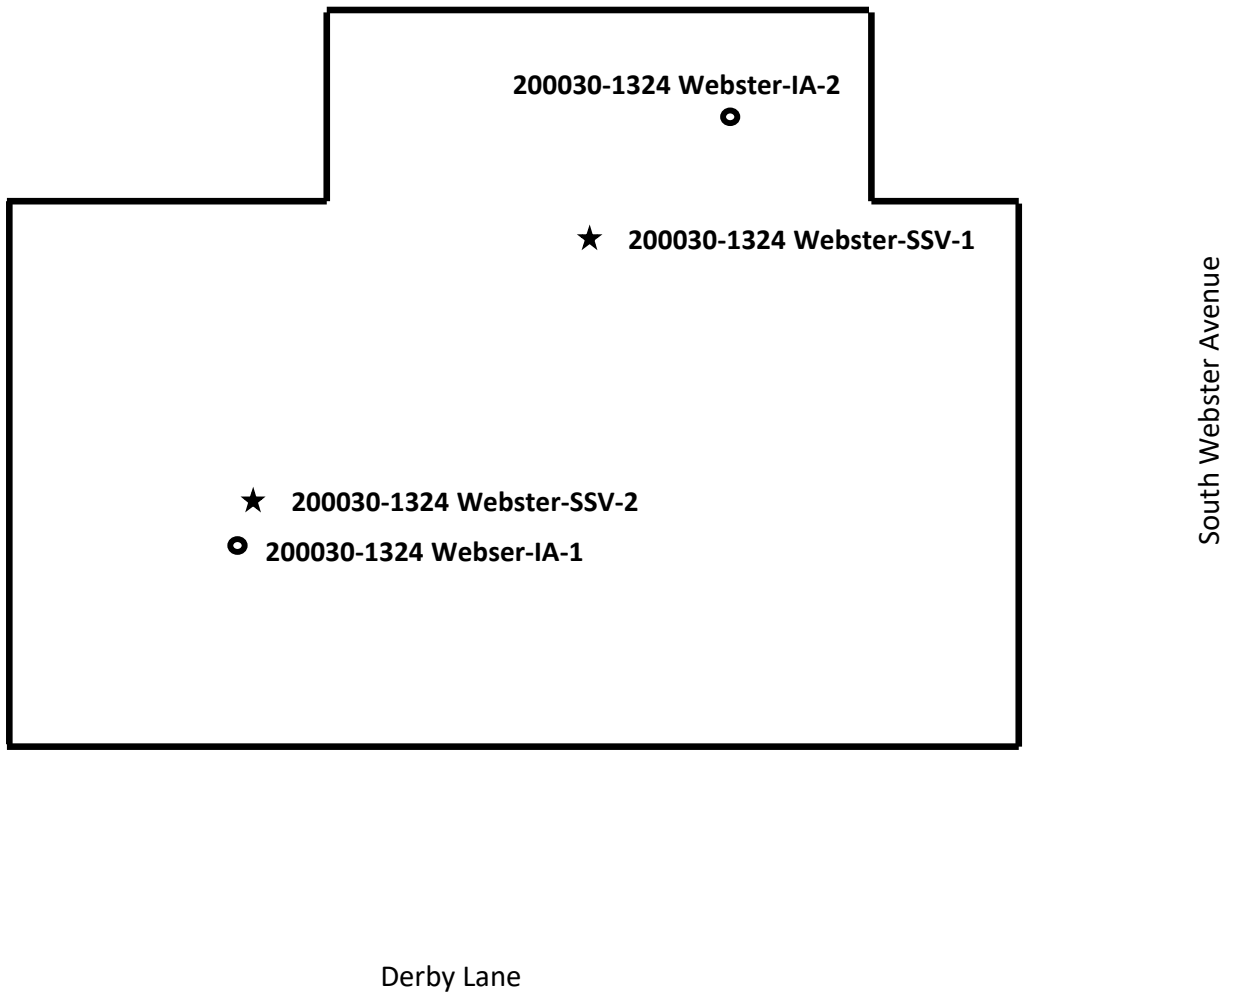 200030-1324 Webster-IA-2
200030-1324 Webster-SSV-1
South Webster Avenue
200030-1324 Webster-SSV-2
200030-1324 Webser-IA-1
Derby Lane